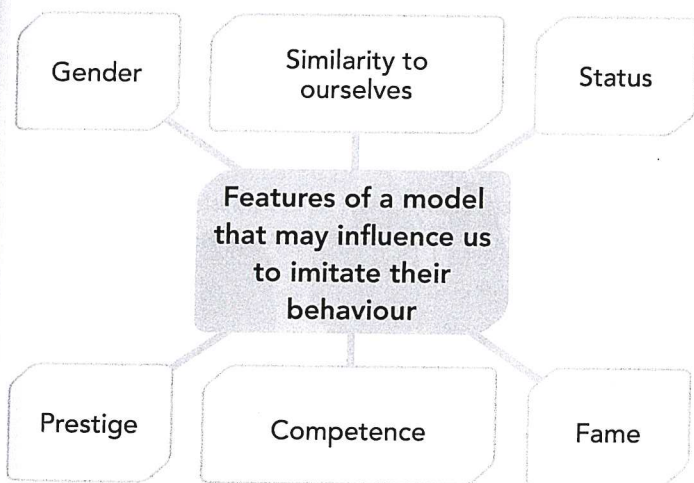 Gender
Similarity to
ourselves
Status
Features of a model
that may influence us
to imitate their
behaviour
Prestige
Competence
Fame